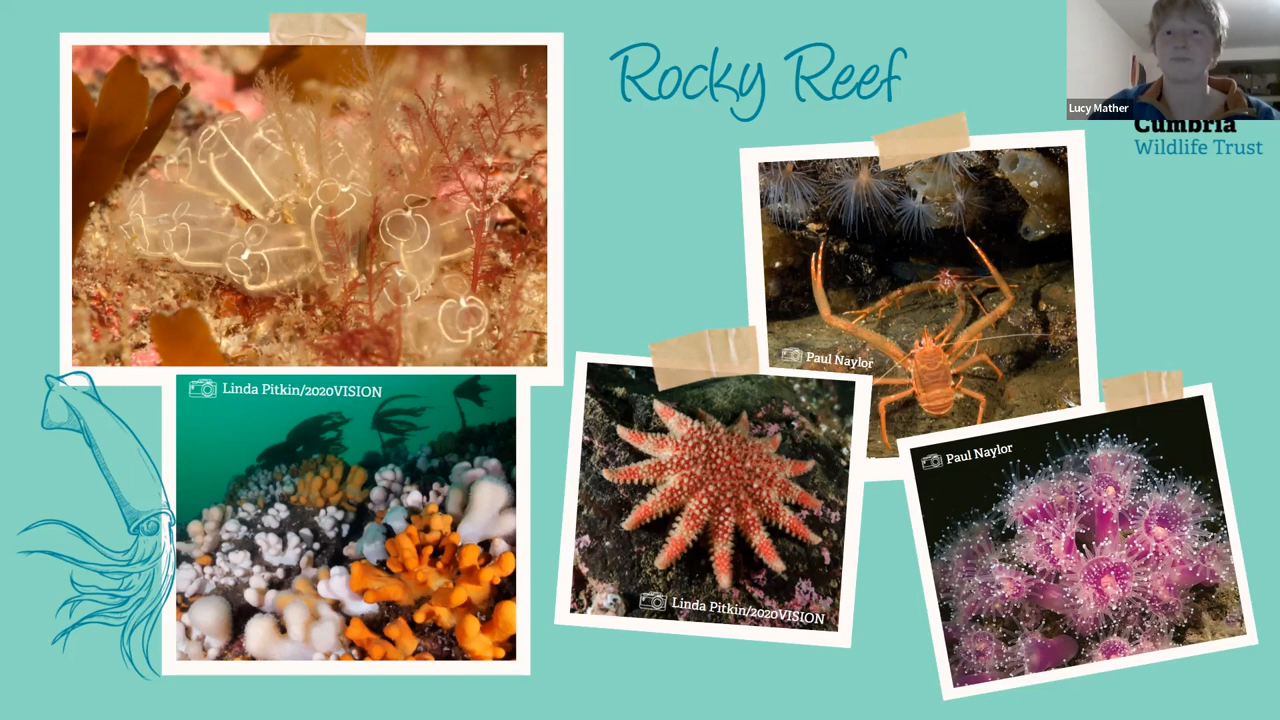 Rocky Reef
Lucy Mather
Cumbria
Wildlife Trust
Paul Naylor
Linda Pitkin/2020VISION
Paul Naylor
Linda Pitkin/2020VISION